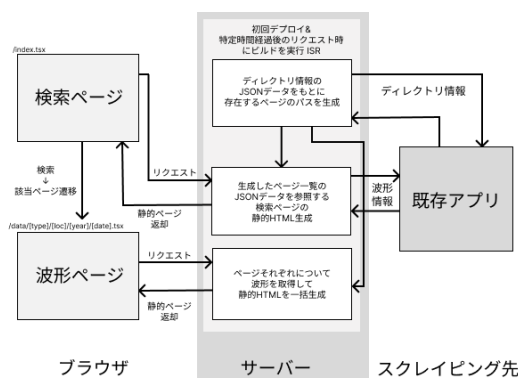 初回デプロイ&
特定時間経過後のリクエスト時
にビルドを実行 ISR
/index.tsx
検索ページ
ディレクトリ情報の
JSONデータをもとに
存在するページのパスを生成
ディレクトリ情報
検索
↓
該当ページ遷移
リクエスト
静的ページ
返却
生成したページ一覧の
JSONデータを参照する
検索ページの
静的HTML生成
波形
情報
既存アプリ
/data/[type]/[loc]/[year]/[date].tsx
波形ページ
リクエスト
静的ページ
返却
ページそれぞれについて
波形を取得して
静的HTMLを一括生成
ブラウザ
サーバー
スクレイピング先